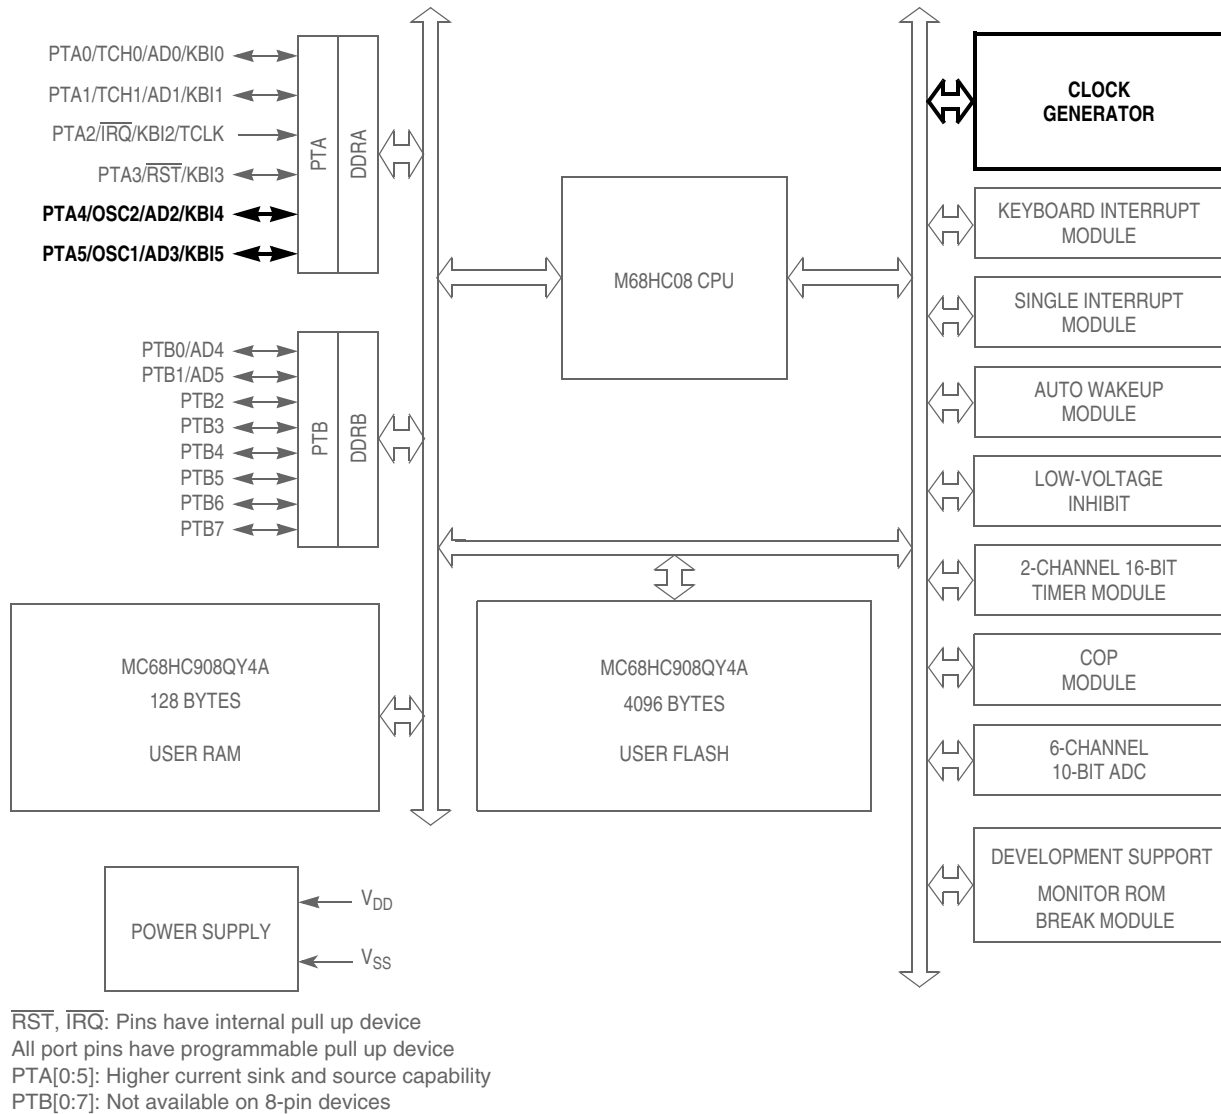 PTA0/TCH0/AD0/KBI0
PTA1/TCH1/AD1/KBI1
PTA2/IRQ/KBI2/TCLK
PTA3/RST/KBI3
PTA4/OSC2/AD2/KBI4
PTA5/OSC1/AD3/KBI5
PTA
DDRA
PTB0/AD4
PTB1/AD5
PTB2
PTB3
PTB4
PTB5
PTB6
PTB7
PTB
DDRB
M68HC08 CPU
CLOCK
GENERATOR
KEYBOARD INTERRUPT
MODULE
SINGLE INTERRUPT
MODULE
AUTO WAKEUP
MODULE
LOW-VOLTAGE
INHIBIT
2-CHANNEL 16-BIT
TIMER MODULE
COP
MODULE
6-CHANNEL
10-BIT ADC
DEVELOPMENT SUPPORT
MONITOR ROM
BREAK MODULE
MC68HC908QY4A
128 BYTES
USER RAM
MC68HC908QY4A
4096 BYTES
USER FLASH
POWER SUPPLY
VDD
VSS
RST, IRQ: Pins have internal pull up device
All port pins have programmable pull up device
PTA[0:5]: Higher current sink and source capability
PTB[0:7]: Not available on 8-pin devices